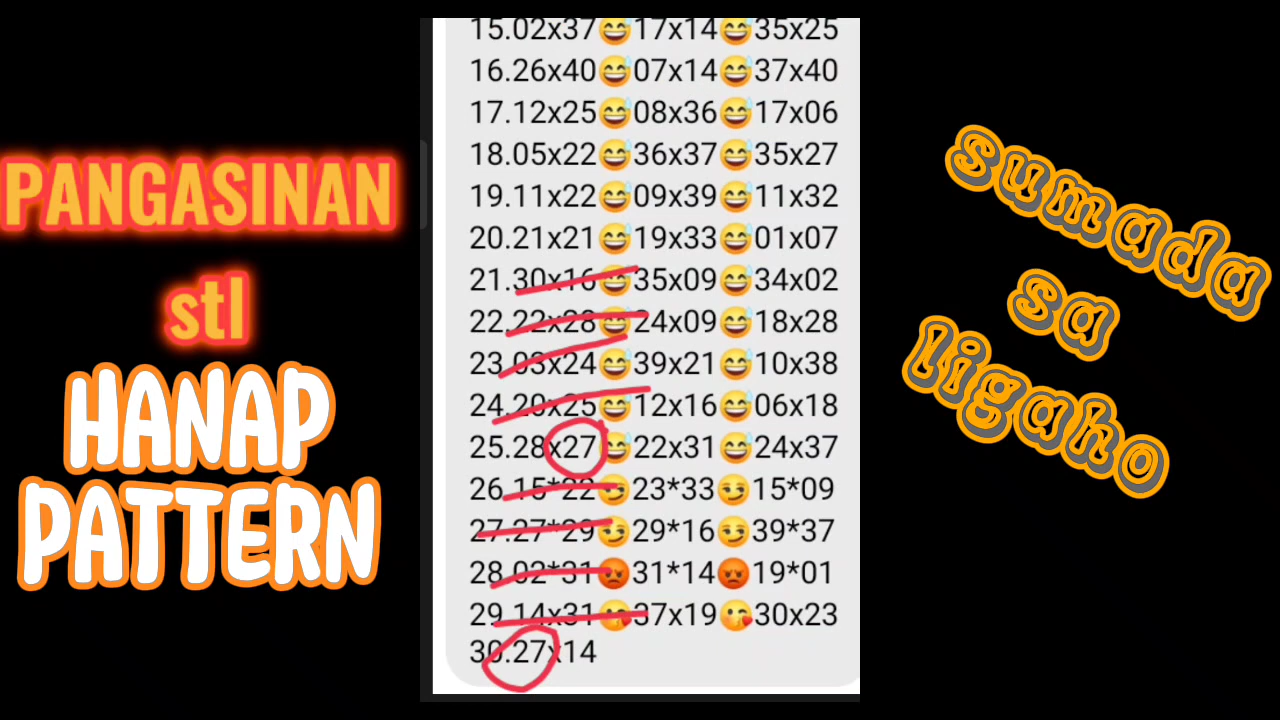 PANGASINAN
stl
HANAP
PATTERN
15.02x37😅17x14😅35x25
16.26x40😅07x14😅37x40
17.12x25😅08x36😅17x06
18.05x22😅36x37😅35x27
19.11x22😅09x39😅11x32
20.21x21😅19x33😅01x07
21.30x16😅35x09😅34x02
22.22x28😅24x09😅18x28
23.03x24😅39x21😅10x38
24.20x25😅12x16😅06x18
25.28x27😅22x31😅24x37
26.15*22😏23*33😏15*09
27.27*29😏29*16😏39*37
28.02*31😡31*14😡19*01
29.14x31😘37x19😘30x23
30.27x14
sumada
sa
ligaho